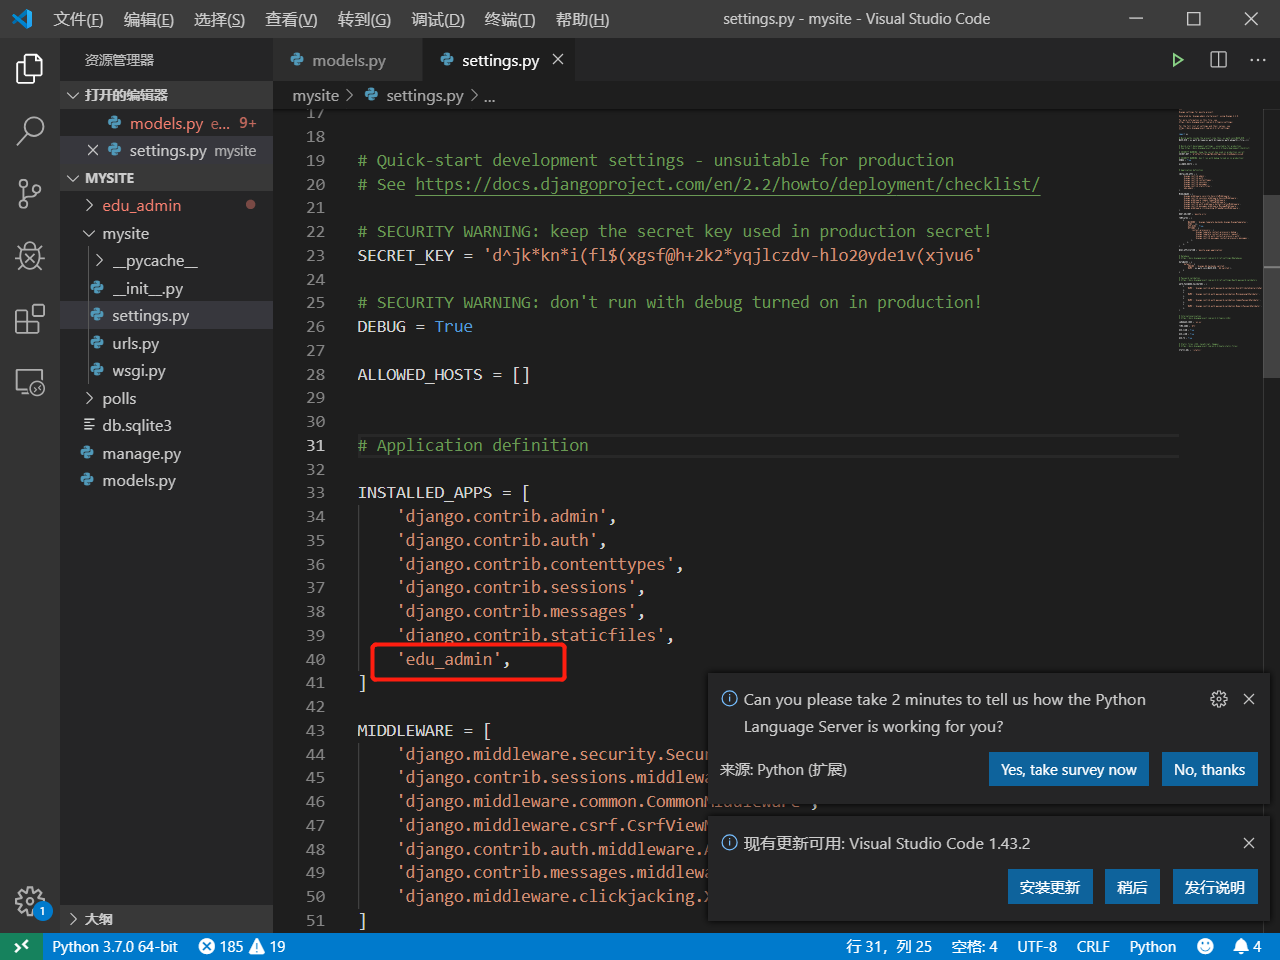 文件(F) 编辑(E) 选择(S) 查看(V) 转到(G) 调试(D) 终端(T) 帮助(H) settings.py - mysite - Visual Studio Code
资源管理器
models.py
settings.py
打开的编辑器
models.py e... 9+
settings.py mysite
MYSITE
edu_admin
mysite
__pycache__
__init__.py
settings.py
urls.py
wsgi.py
polls
db.sqlite3
manage.py
models.py
大纲
mysite > settings.py > ...
17
18
19 # Quick-start development settings - unsuitable for production
20 # See https://docs.djangoproject.com/en/2.2/howto/deployment/checklist/
21
22 # SECURITY WARNING: keep the secret key used in production secret!
23 SECRET_KEY = 'd^jk*kn*i(fl$(xgsf@h+2k2*yqjlczdv-hlo20yde1v(xjvu6'
24
25 # SECURITY WARNING: don't run with debug turned on in production!
26 DEBUG = True
27
28 ALLOWED_HOSTS = []
29
30
31 # Application definition
32
33 INSTALLED_APPS = [
34 'django.contrib.admin',
35 'django.contrib.auth',
36 'django.contrib.contenttypes',
37 'django.contrib.sessions',
38 'django.contrib.messages',
39 'django.contrib.staticfiles',
40 'edu_admin',
41 ]
42
43 MIDDLEWARE = [
44 'django.middleware.security.Secur
45 'django.contrib.sessions.middlewa
46 'django.middleware.common.CommonMiddleware',
47 'django.middleware.csrf.CsrfViewM
48 'django.contrib.auth.middleware.A
49 'django.contrib.messages.middlewa
50 'django.middleware.clickjacking.X
51 ]
Can you please take 2 minutes to tell us how the Python
Language Server is working for you?
来源: Python (扩展)
Yes, take survey now
No, thanks
现有更新可用: Visual Studio Code 1.43.2
安装更新
稍后
发行说明
1
Python 3.7.0 64-bit 185 19 行 31，列 25 空格: 4 UTF-8 CRLF Python 4